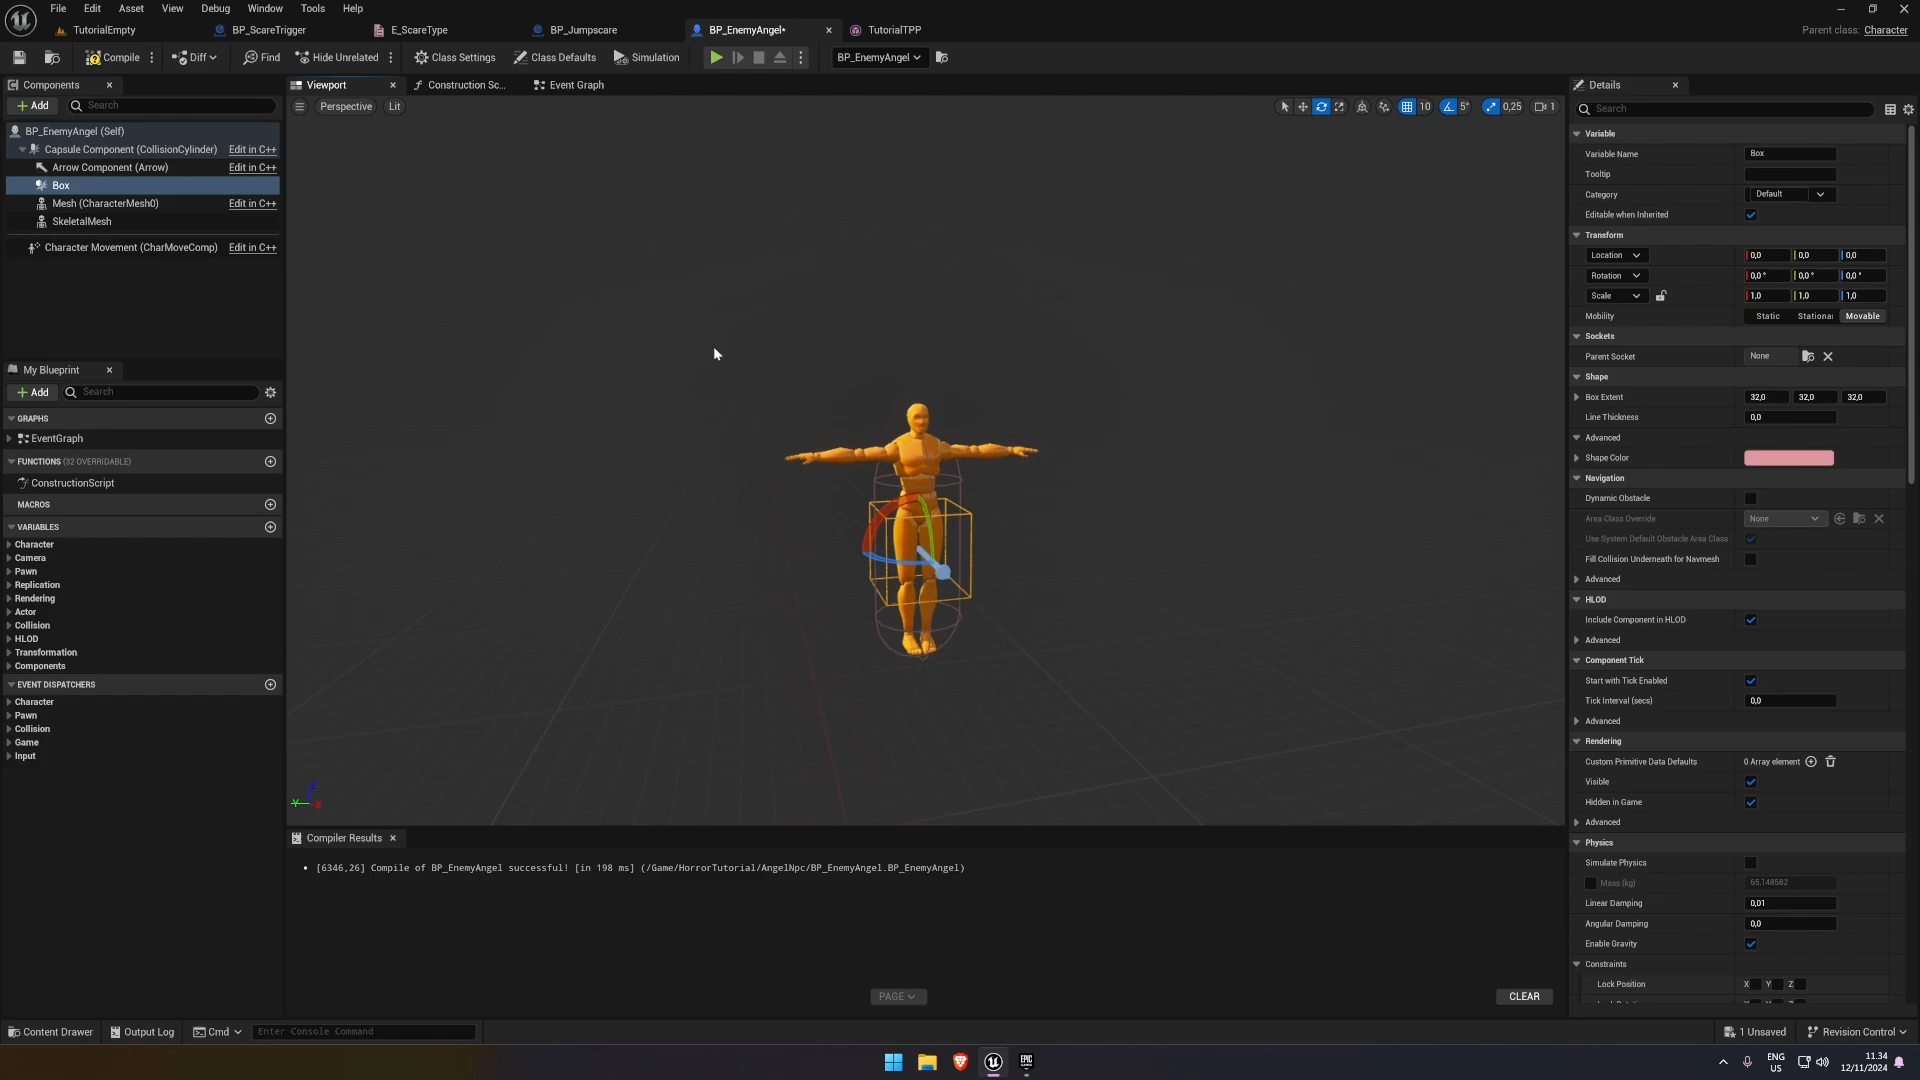 File Edit Asset View Debug Window Tools Help
TutorialEmpty BP_ScareTrigger E_ScareType BP_Jumpscare BP_EnemyAngel* TutorialTPP Parent class: Character
Compile Diff Find Hide Unrelated Class Settings Class Defaults Simulation BP_EnemyAngel
Components
Add Search
BP_EnemyAngel (Self)
Capsule Component (CollisionCylinder) Edit in C++
Arrow Component (Arrow) Edit in C++
Box
Mesh (CharacterMesh0) Edit in C++
SkeletalMesh
Character Movement (CharMoveComp) Edit in C++
My Blueprint
Add Search
GRAPHS
EventGraph
FUNCTIONS (32 OVERRIDABLE)
ConstructionScript
MACROS
VARIABLES
Character
Camera
Pawn
Replication
Rendering
Actor
Collision
HLOD
Transformation
Components
EVENT DISPATCHERS
Character
Pawn
Collision
Game
Input
Viewport Construction Sc... Event Graph
Perspective Lit 10 5° 0,25 1
Z
Y X
Compiler Results
[6346,26] Compile of BP_EnemyAngel successful! [in 198 ms] (/Game/HorrorTutorial/AngelNpc/BP_EnemyAngel.BP_EnemyAngel)
PAGE CLEAR
Details
Search
Variable
Variable Name Box
Tooltip
Category Default
Editable when Inherited
Transform
Location 0,0 0,0 0,0
Rotation 0,0 ° 0,0 ° 0,0 °
Scale 1,0 1,0 1,0
Mobility Static Stationar Movable
Sockets
Parent Socket None
Shape
Box Extent 32,0 32,0 32,0
Line Thickness 0,0
Advanced
Shape Color
Navigation
Dynamic Obstacle
Area Class Override None
Use System Default Obstacle Area Class
Fill Collision Underneath for Navmesh
Advanced
HLOD
Include Component in HLOD
Advanced
Component Tick
Start with Tick Enabled
Tick Interval (secs) 0,0
Advanced
Rendering
Custom Primitive Data Defaults 0 Array element
Visible
Hidden in Game
Advanced
Physics
Simulate Physics
Mass (kg) 65,148582
Linear Damping 0,01
Angular Damping 0,0
Enable Gravity
Constraints
Lock Position X Y Z
Content Drawer Output Log Cmd Enter Console Command 1 Unsaved Revision Control
EPIC GAMES
ENG US 11.34 12/11/2024